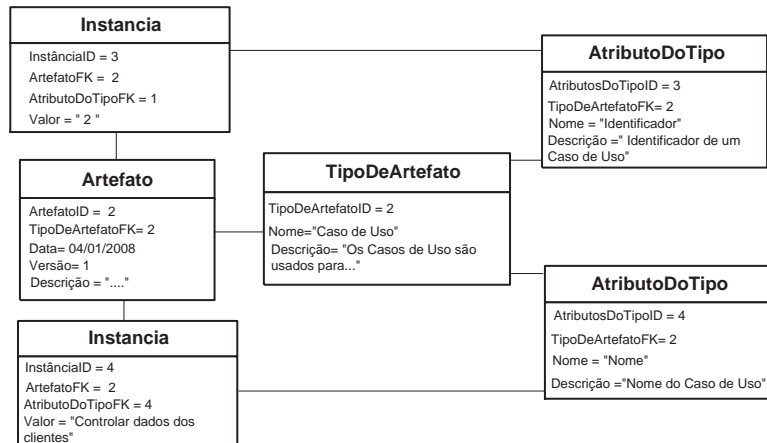 Instancia
InstânciaID = 3
ArtefatoFK = 2
AtributoDoTipoFK = 1
Valor = " 2 "
AtributoDoTipo
AtributosDoTipoID = 3
TipoDeArtefatoFK= 2
Nome = "Identificador"
Descrição =" Identificador de um
Caso de Uso"
Artefato
ArtefatoID = 2
TipoDeArtefatoFK= 2
Data= 04/01/2008
Versão= 1
Descrição = "...."
TipoDeArtefato
TipoDeArtefatoID = 2
Nome="Caso de Uso"
Descrição= "Os Casos de Uso são
usados para..."
AtributoDoTipo
AtributosDoTipoID = 4
TipoDeArtefatoFK= 2
Nome = "Nome"
Descrição ="Nome do Caso de Uso"
Instancia
InstânciaID = 4
ArtefatoFK = 2
AtributoDoTipoFK = 4
Valor = "Controlar dados dos
clientes"